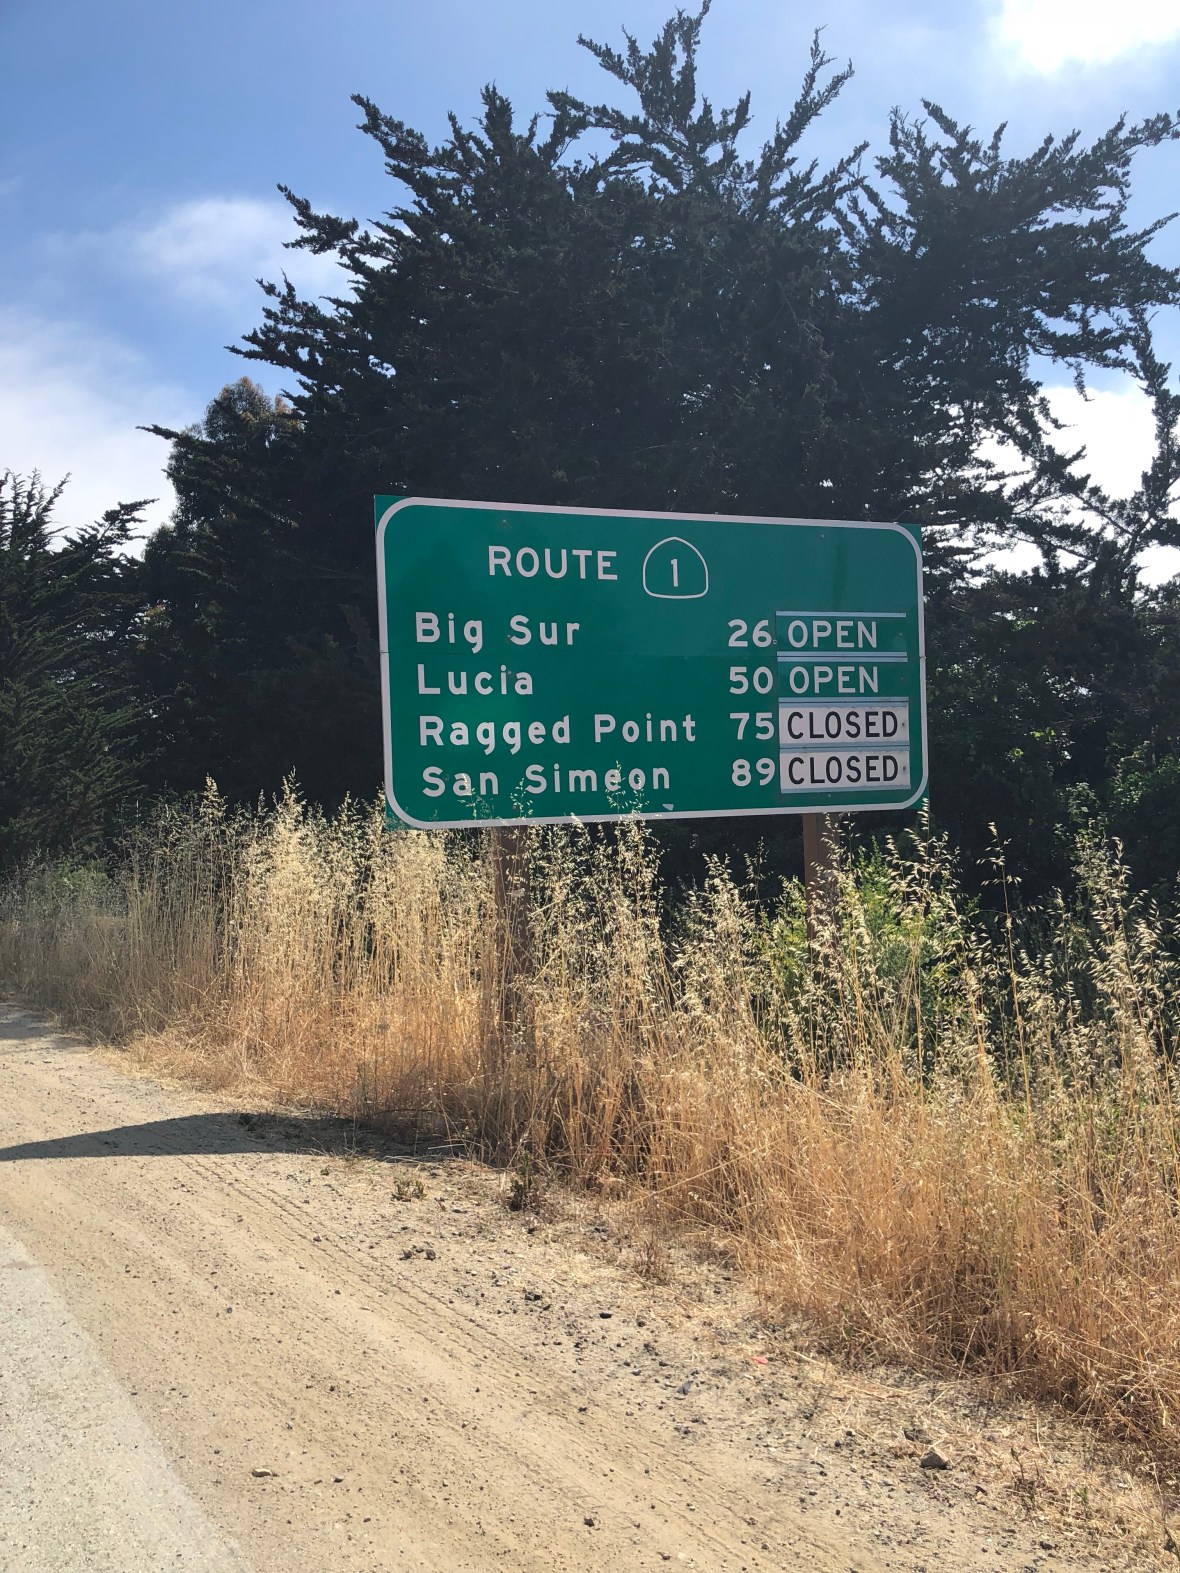 ROUTE 1
Big Sur 26 OPEN
Lucia 50 OPEN
Ragged Point 75 CLOSED
San Simeon 89 CLOSED